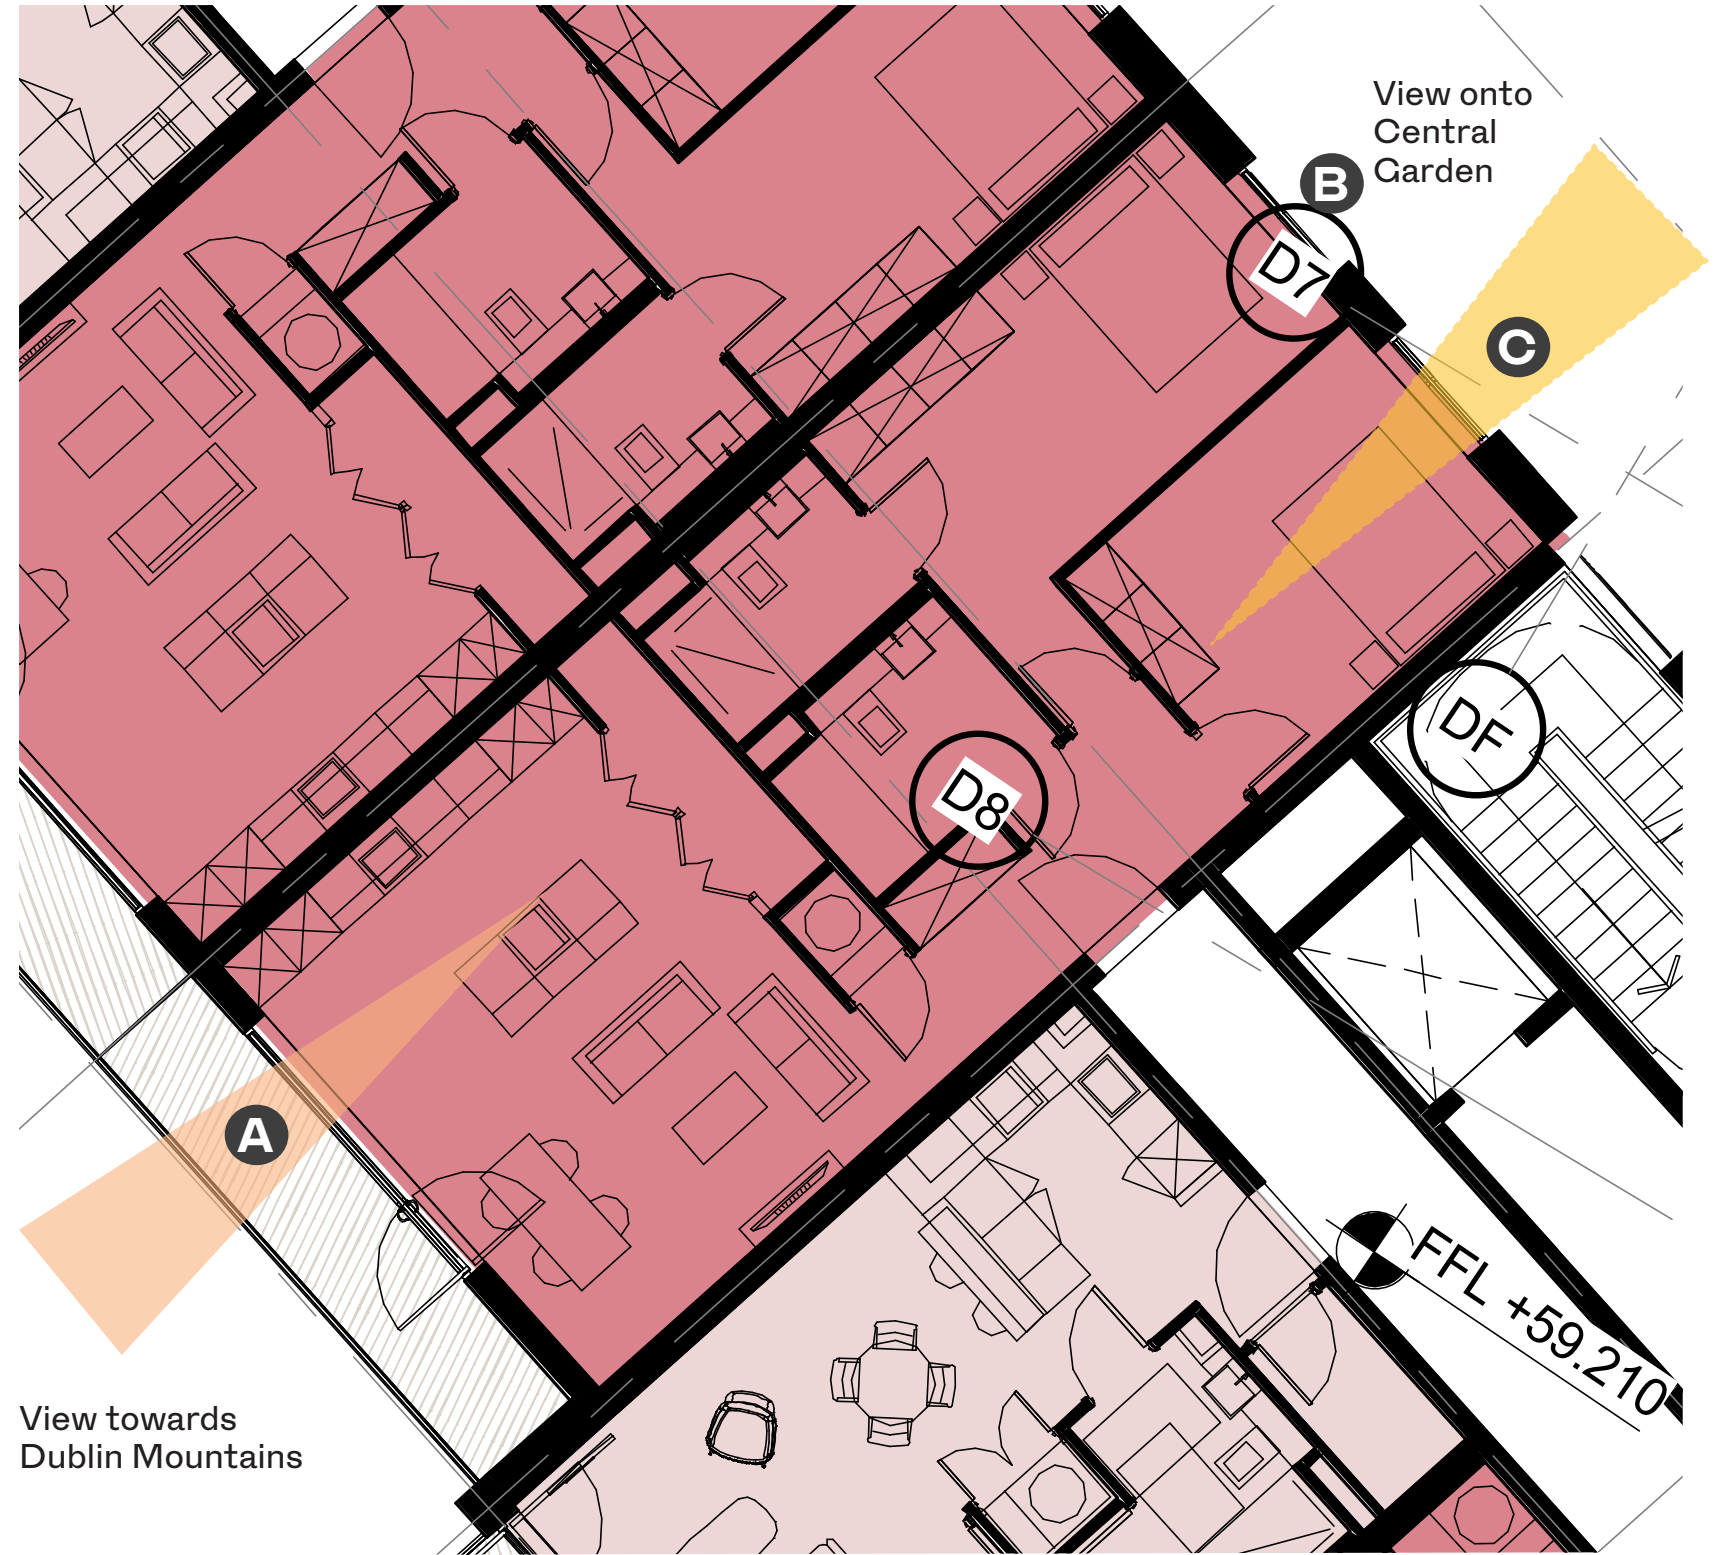 View onto
Central
Garden
B
D7
C
DF
D8
A
FFL +59.210
View towards
Dublin Mountains